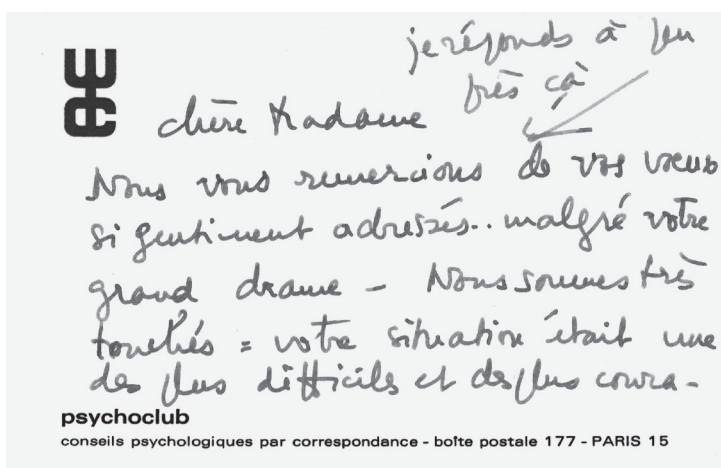 je réponds à peu
près çà
chère Madame
Nous vous remercions de vos vœux
si gentiment adressés.. malgré votre
grand drame - Nous sommes très
touchés = votre situation était une
des plus difficiles et des plus coura-
psychoclub
conseils psychologiques par correspondance - boîte postale 177 - PARIS 15